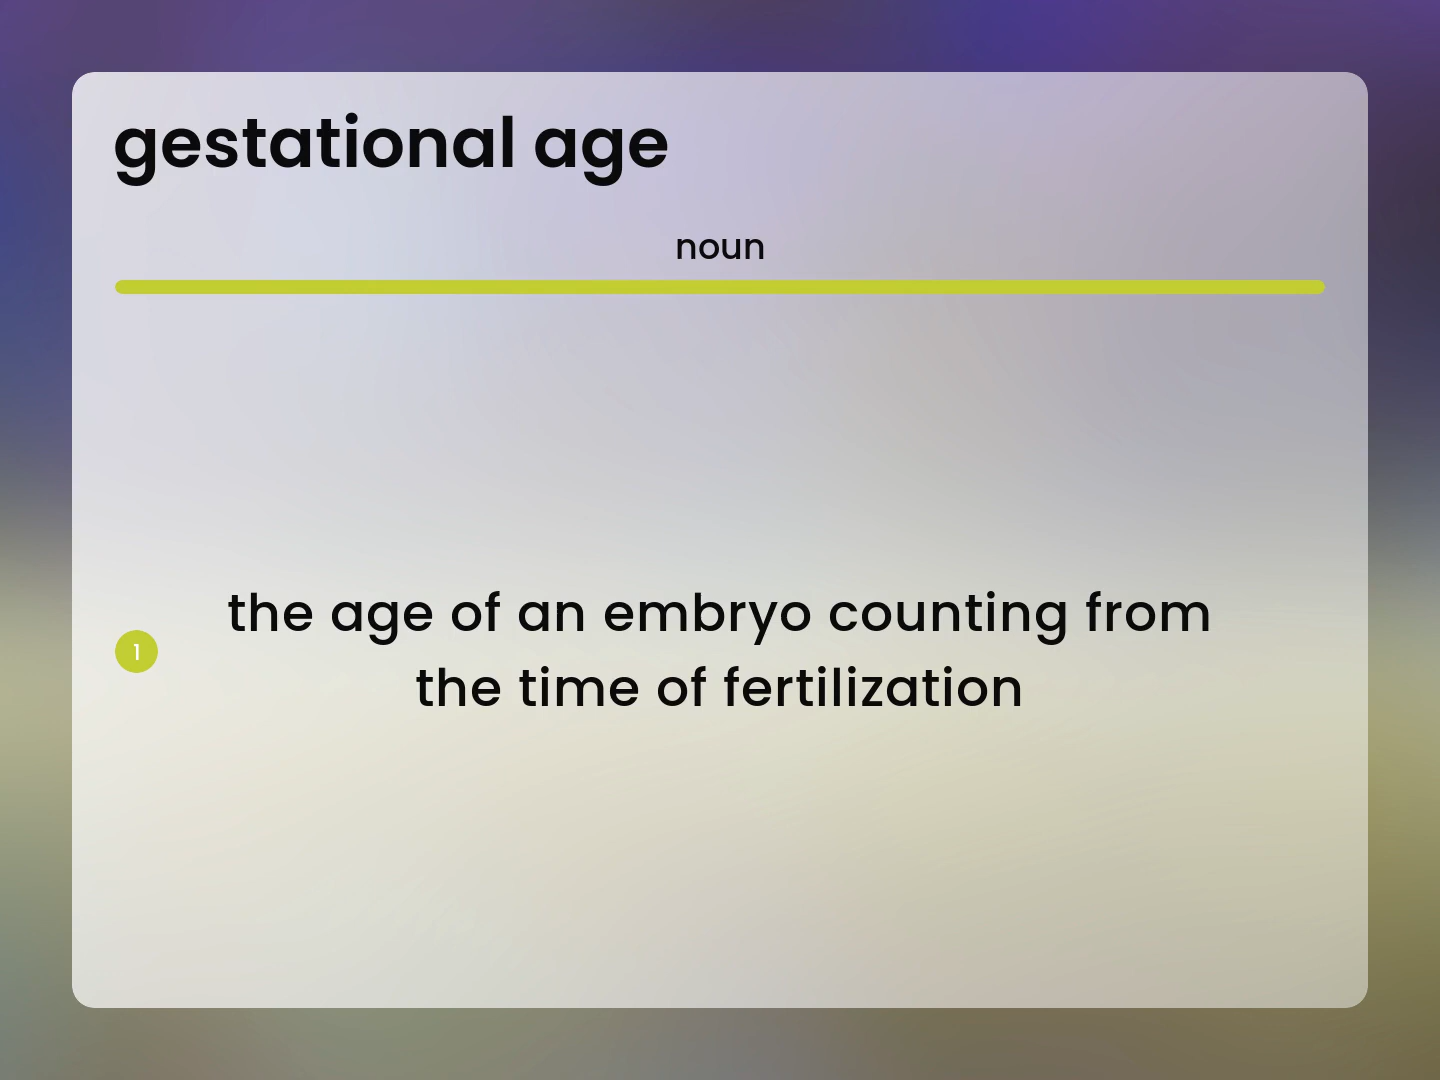 gestational age
noun
1
the age of an embryo counting from
the time of fertilization